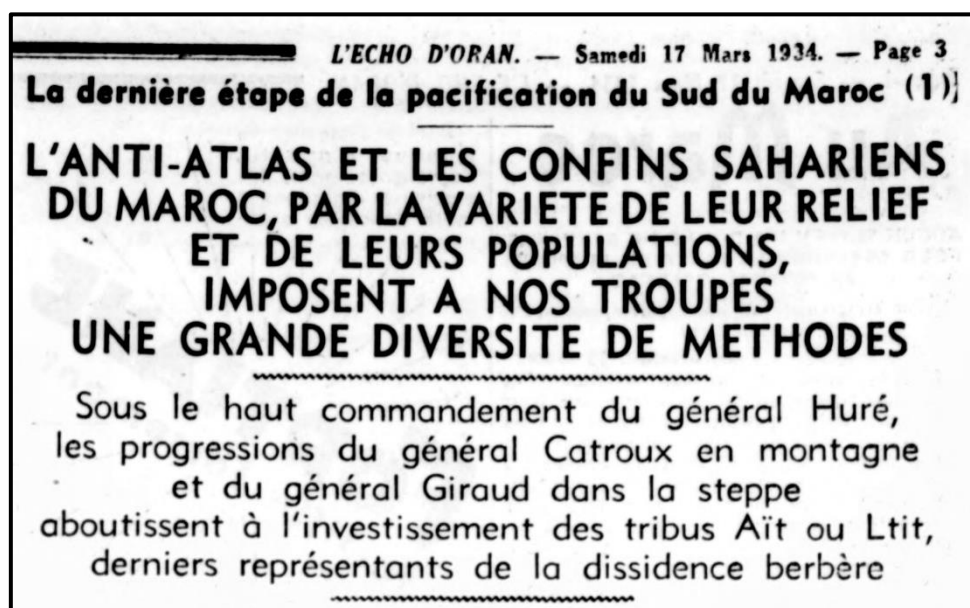 L'ECHO D'ORAN. — Samedi 17 Mars 1934. — Page 3
La dernière étape de la pacification du Sud du Maroc (1)
L'ANTI-ATLAS ET LES CONFINS SAHARIENS
DU MAROC, PAR LA VARIETE DE LEUR RELIEF
ET DE LEURS POPULATIONS,
IMPOSENT A NOS TROUPES
UNE GRANDE DIVERSITE DE METHODES
Sous le haut commandement du général Huré,
les progressions du général Catroux en montagne
et du général Giraud dans la steppe
aboutissent à l'investissement des tribus Aït ou Ltit,
derniers représentants de la dissidence berbère